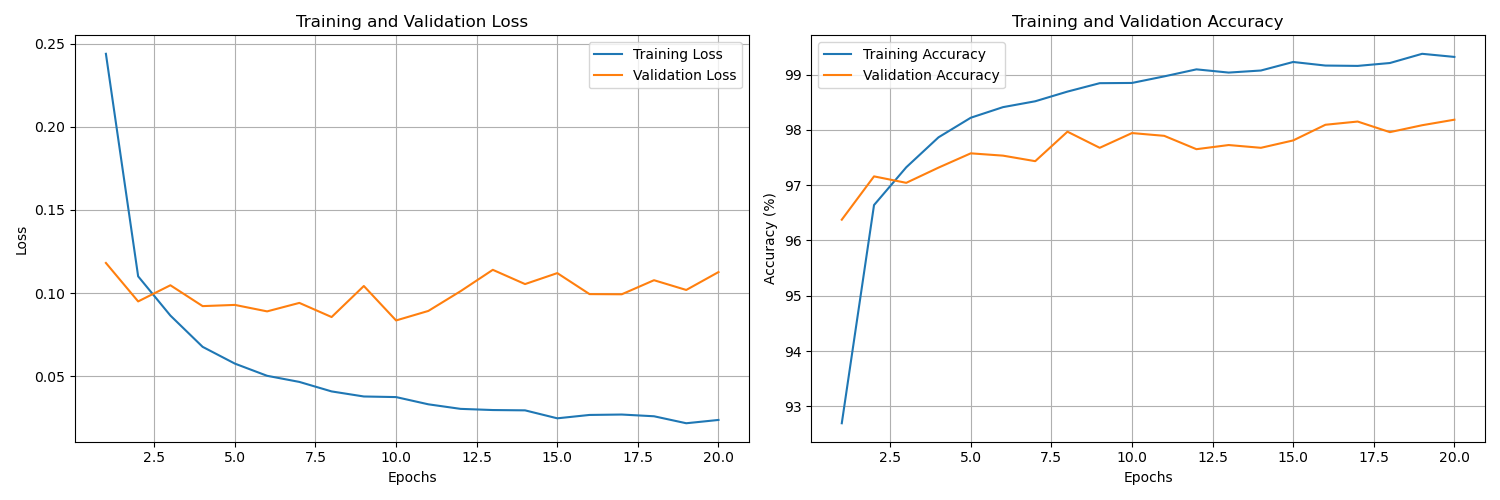 Training and Validation Loss
0.25
0.20
0.15
0.10
0.05
Loss
Training Loss
Validation Loss
2.5 5.0 7.5 10.0 12.5 15.0 17.5 20.0
Epochs
Training and Validation Accuracy
99
98
97
96
95
94
93
Accuracy (%)
Training Accuracy
Validation Accuracy
2.5 5.0 7.5 10.0 12.5 15.0 17.5 20.0
Epochs